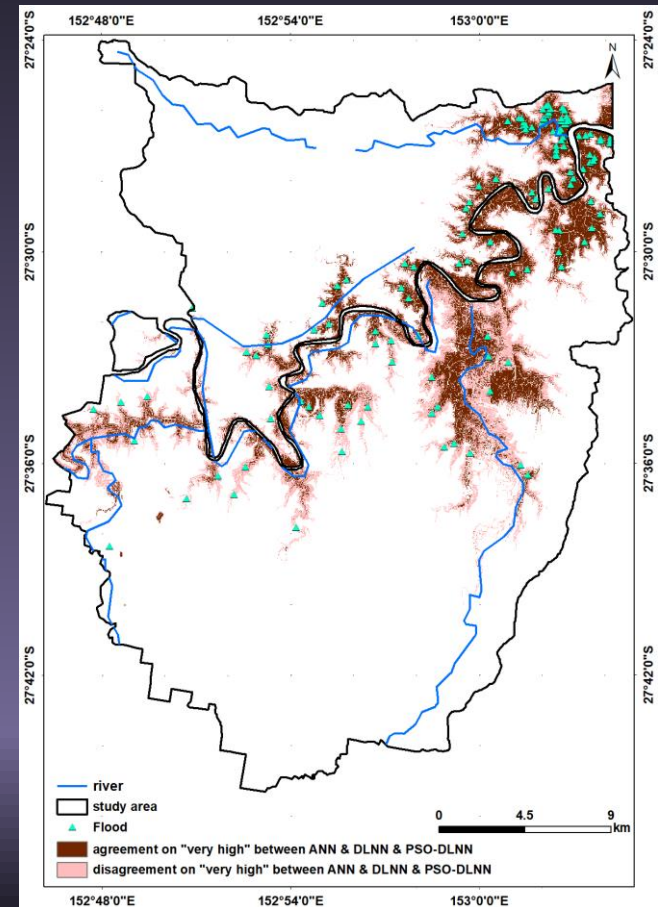 152°48'0"E 152°54'0"E 153°0'0"E
27°24'0"S 27°24'0"S
N
27°30'0"S 27°30'0"S
27°36'0"S 27°36'0"S
27°42'0"S 27°42'0"S
river
study area
Flood
0 4.5 9
km
agreement on "very high" between ANN & DLNN & PSO-DLNN
disagreement on "very high" between ANN & DLNN & PSO-DLNN
152°48'0"E 152°54'0"E 153°0'0"E